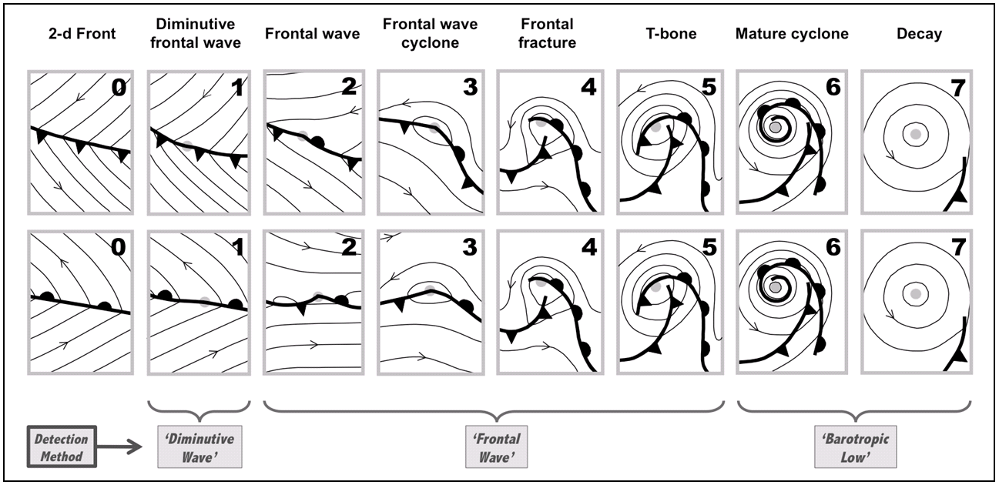 2-d Front
Diminutive
frontal wave
Frontal wave
Frontal wave
cyclone
Frontal
fracture
T-bone
Mature cyclone
Decay
0
1
2
3
4
5
6
7
0
1
2
3
4
5
6
7
Detection
Method
‘Diminutive
Wave’
‘Frontal
Wave’
‘Barotropic
Low’